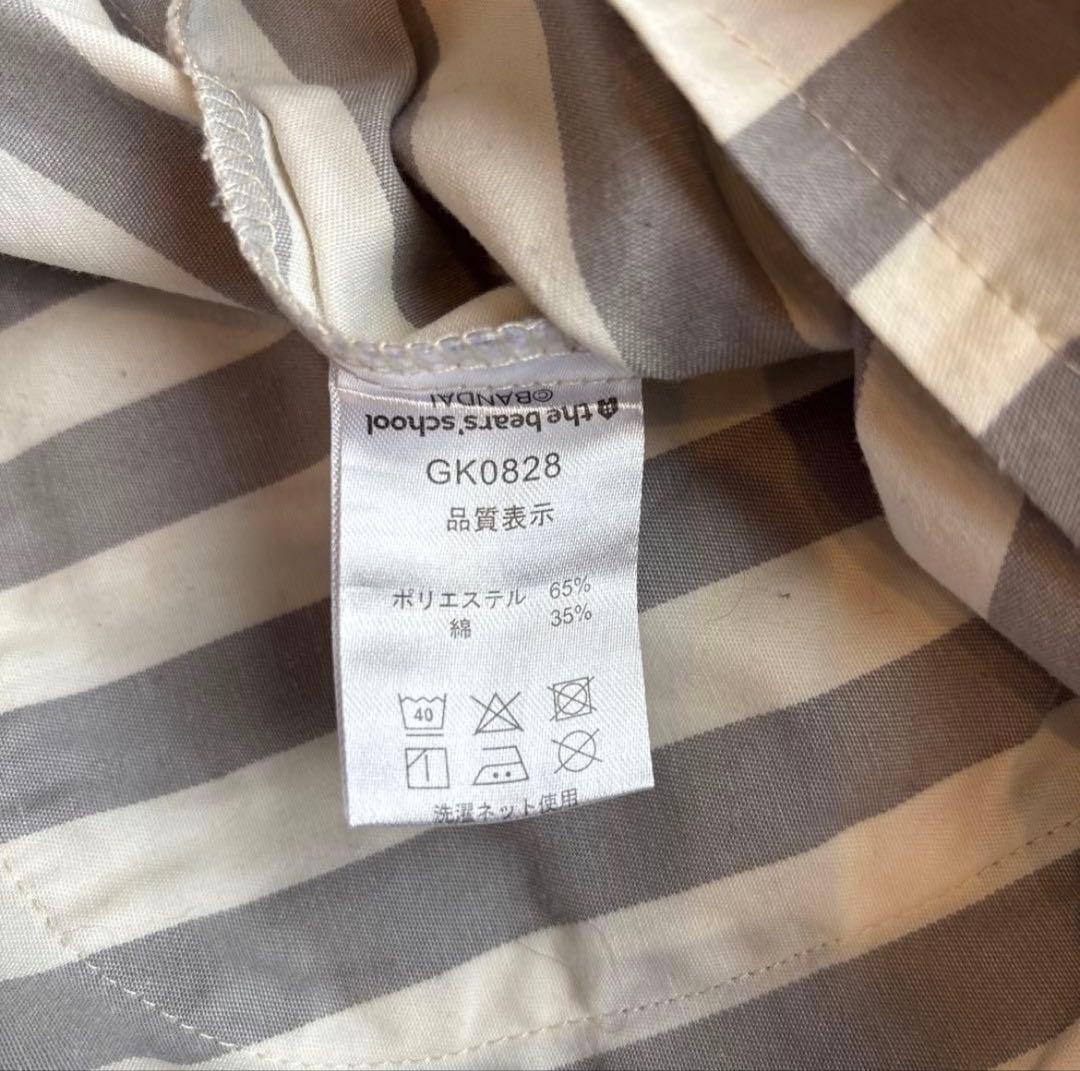 the bears'school
©BANDAI
GK0828
品質表示
ポリエステル 65%
綿 35%
40
洗濯ネット使用